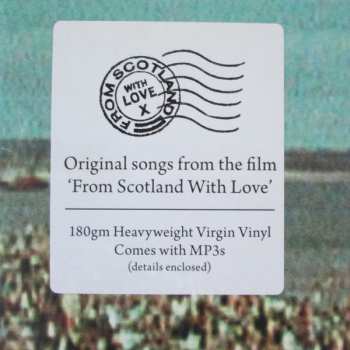 FROM SCOTLAND
WITH
LOVE
X
Original songs from the film
‘From Scotland With Love’
180gm Heavyweight Virgin Vinyl
Comes with MP3s
(details enclosed)